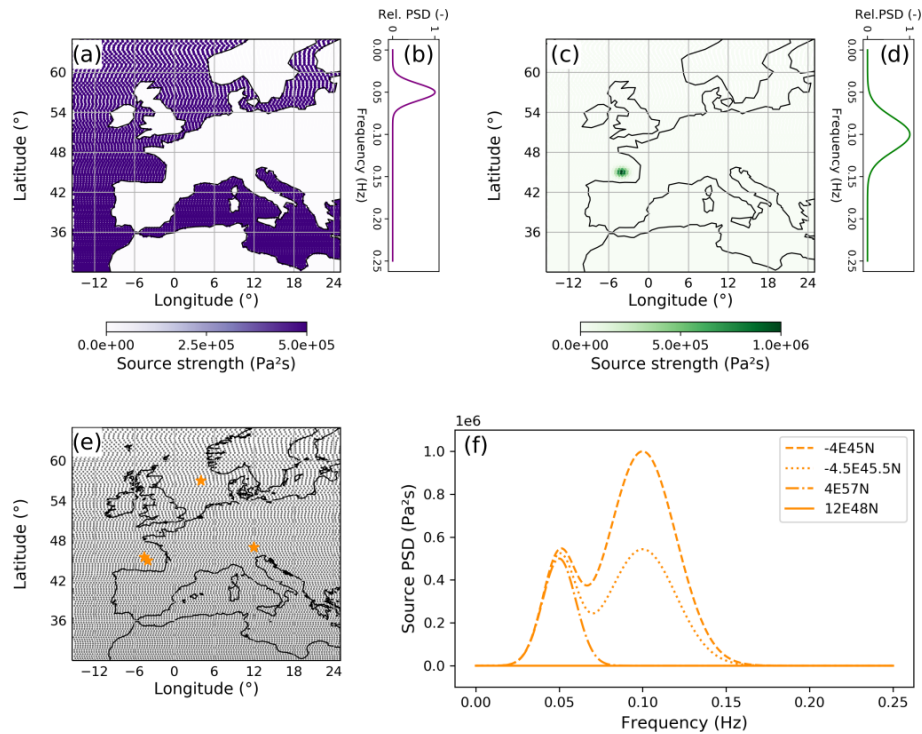 Rel. PSD (-)
0 1
(a)
(b)
60
54
48
42
36
Latitude (°)
−12 −6 0 6 12 18 24
Longitude (°)
0.00
0.05
0.10
0.15
0.20
0.25
Frequency (Hz)
0.0e+00 2.5e+05 5.0e+05
Source strength (Pa²s)
Rel.PSD (-)
0 1
(c)
(d)
60
54
48
42
36
Latitude (°)
−12 −6 0 6 12 18 24
Longitude (°)
0.00
0.05
0.10
0.15
0.20
0.25
Frequency (Hz)
0.0e+00 5.0e+05 1.0e+06
Source strength (Pa²s)
(e)
60
54
48
42
36
Latitude (°)
−12 −6 0 6 12 18 24
Longitude (°)
1e6
(f)
-4E45N
-4.5E45.5N
4E57N
12E48N
1.0
0.8
0.6
0.4
0.2
0.0
Source PSD (Pa²s)
0.00 0.05 0.10 0.15 0.20 0.25
Frequency (Hz)